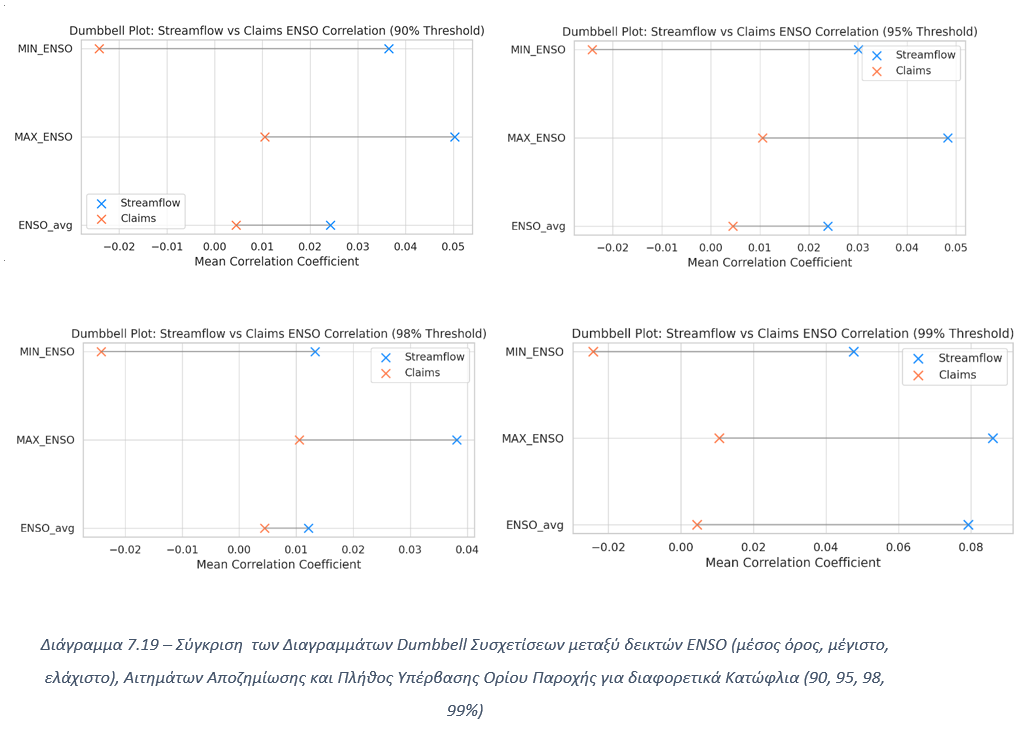 Dumbbell Plot: Streamflow vs Claims ENSO Correlation (90% Threshold)
MIN_ENSO
MAX_ENSO
ENSO_avg
Streamflow
Claims
−0.02 −0.01 0.00 0.01 0.02 0.03 0.04 0.05
Mean Correlation Coefficient
Dumbbell Plot: Streamflow vs Claims ENSO Correlation (95% Threshold)
MIN_ENSO
Streamflow
Claims
MAX_ENSO
ENSO_avg
−0.02 −0.01 0.00 0.01 0.02 0.03 0.04 0.05
Mean Correlation Coefficient
Dumbbell Plot: Streamflow vs Claims ENSO Correlation (98% Threshold)
MIN_ENSO
Streamflow
Claims
MAX_ENSO
ENSO_avg
−0.02 −0.01 0.00 0.01 0.02 0.03 0.04
Mean Correlation Coefficient
Dumbbell Plot: Streamflow vs Claims ENSO Correlation (99% Threshold)
MIN_ENSO
Streamflow
Claims
MAX_ENSO
ENSO_avg
−0.02 0.00 0.02 0.04 0.06 0.08
Mean Correlation Coefficient
Διάγραμμα 7.19 – Σύγκριση των Διαγραμμάτων Dumbbell Συσχετίσεων μεταξύ δεικτών ENSO (μέσος όρος, μέγιστο,
ελάχιστο), Αιτημάτων Αποζημίωσης και Πλήθος Υπέρβασης Ορίου Παροχής για διαφορετικά Κατώφλια (90, 95, 98,
99%)